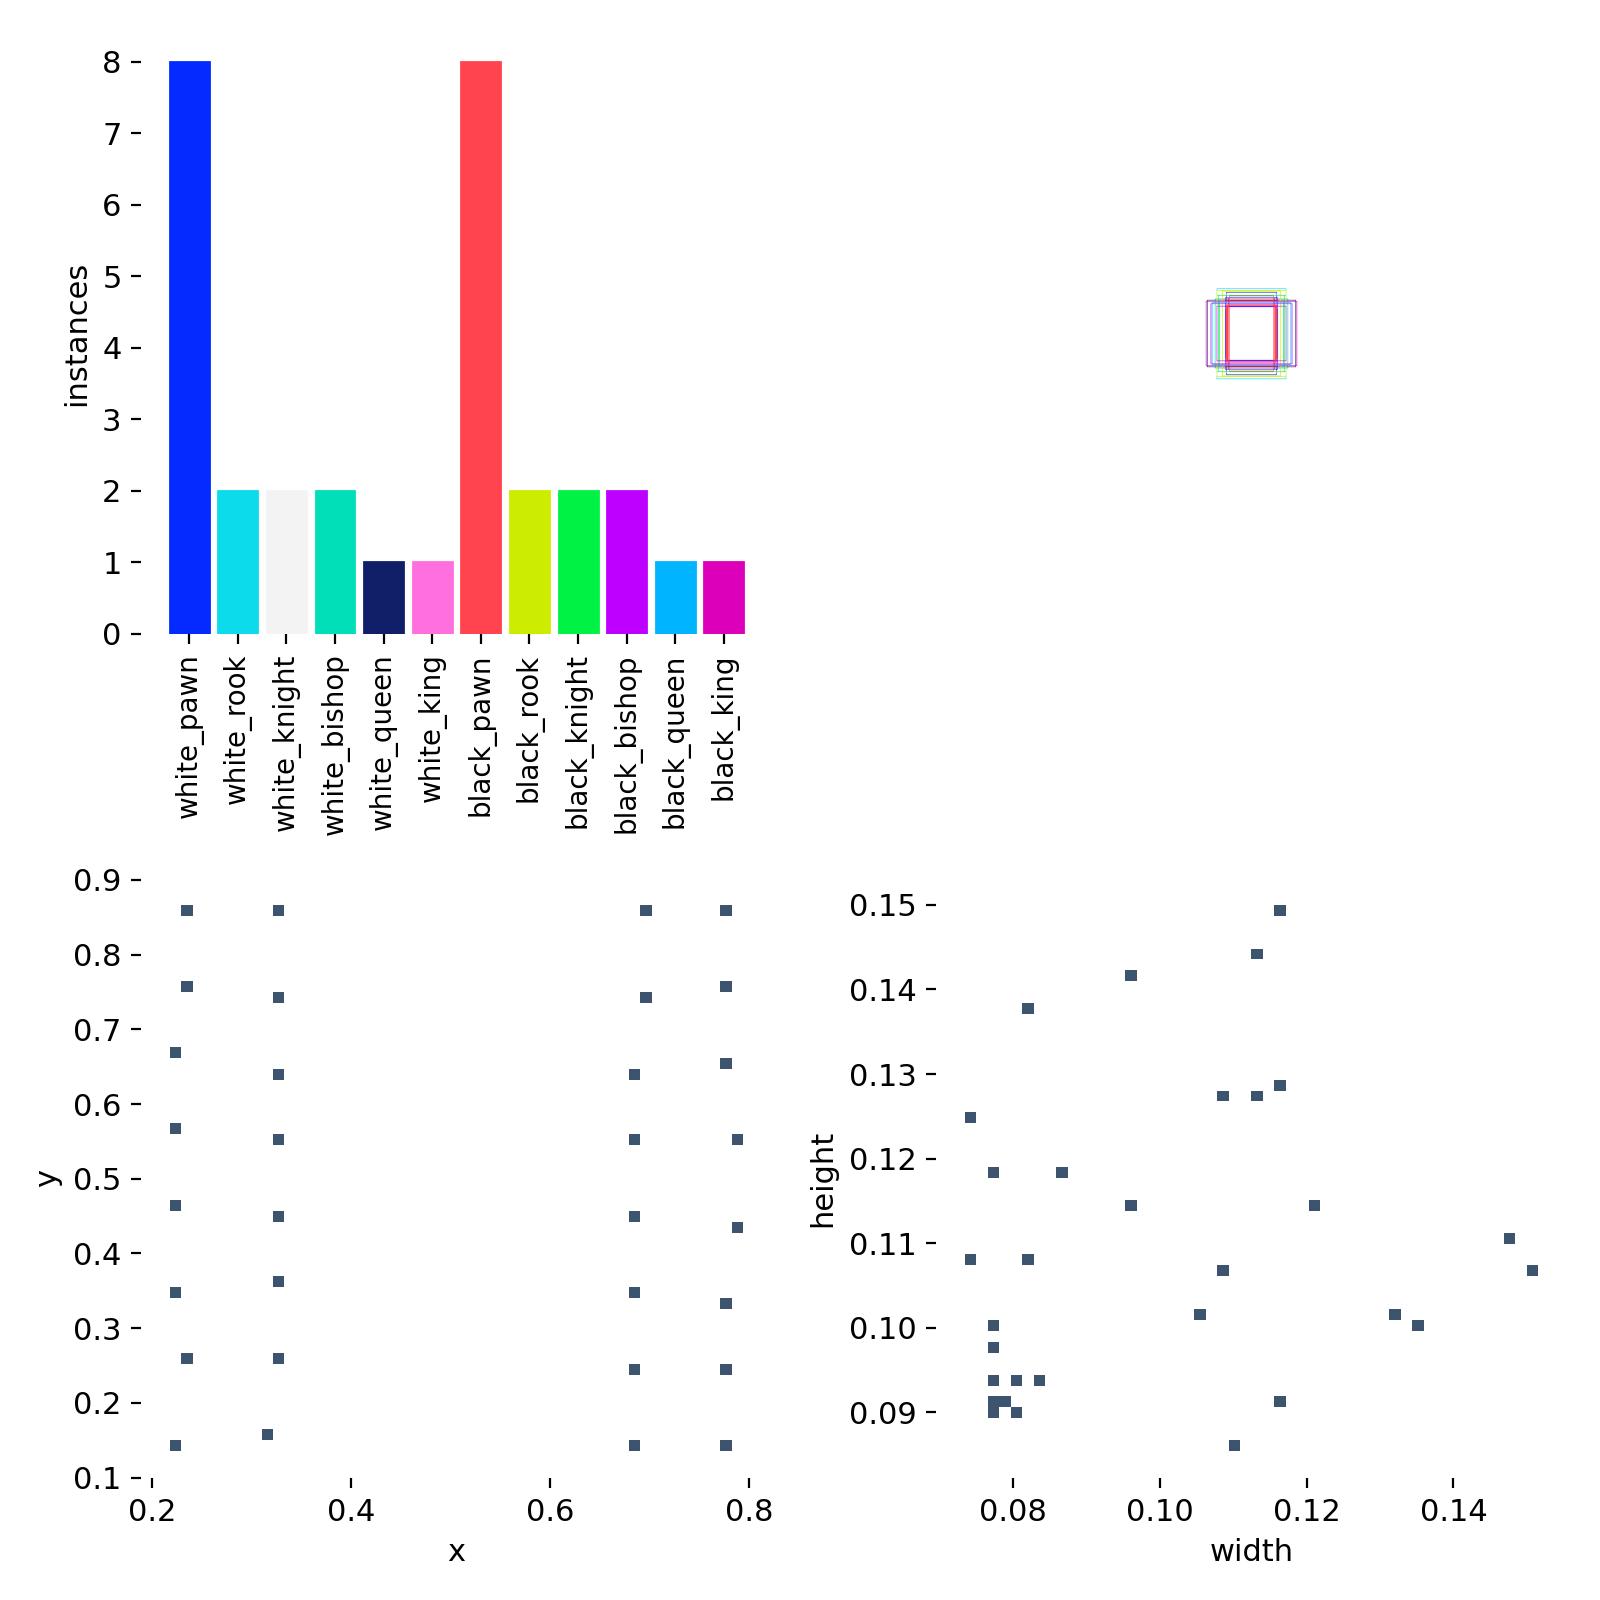 8
7
6
5
4
3
2
1
0
instances
white_pawn
white_rook
white_knight
white_bishop
white_queen
white_king
black_pawn
black_rook
black_knight
black_bishop
black_queen
black_king
0.9
0.8
0.7
0.6
0.5
0.4
0.3
0.2
0.1
y
0.2 0.4 0.6 0.8
x
0.15
0.14
0.13
0.12
0.11
0.10
0.09
height
0.08 0.10 0.12 0.14
width